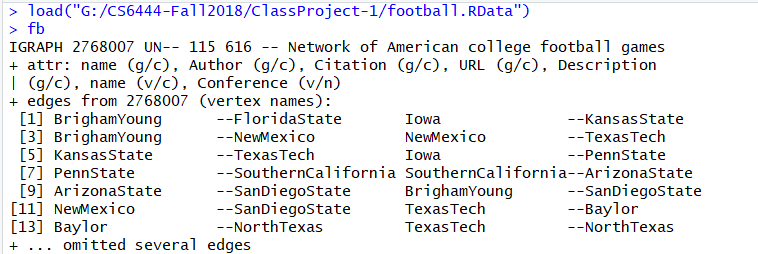 > load("G:/CS6444-Fall2018/ClassProject-1/football.RData")
> fb
IGRAPH 2768007 UN-- 115 616 -- Network of American college football games
+ attr: name (g/c), Author (g/c), Citation (g/c), URL (g/c), Description
| (g/c), name (v/c), Conference (v/n)
+ edges from 2768007 (vertex names):
[1] BrighamYoung --FloridaState Iowa --KansasState
[3] BrighamYoung --NewMexico NewMexico --TexasTech
[5] KansasState --TexasTech Iowa --PennState
[7] PennState --SouthernCalifornia SouthernCalifornia--ArizonaState
[9] ArizonaState --SanDiegoState BrighamYoung --SanDiegoState
[11] NewMexico --SanDiegoState TexasTech --Baylor
[13] Baylor --NorthTexas TexasTech --NorthTexas
+ ... omitted several edges